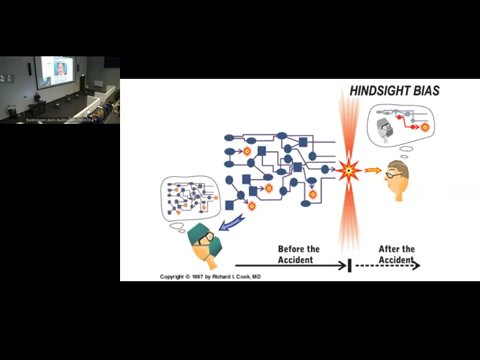 HINDSIGHT BIAS
Before the
Accident
After the
Accident
Copyright © 1997 by Richard I. Cook, MD